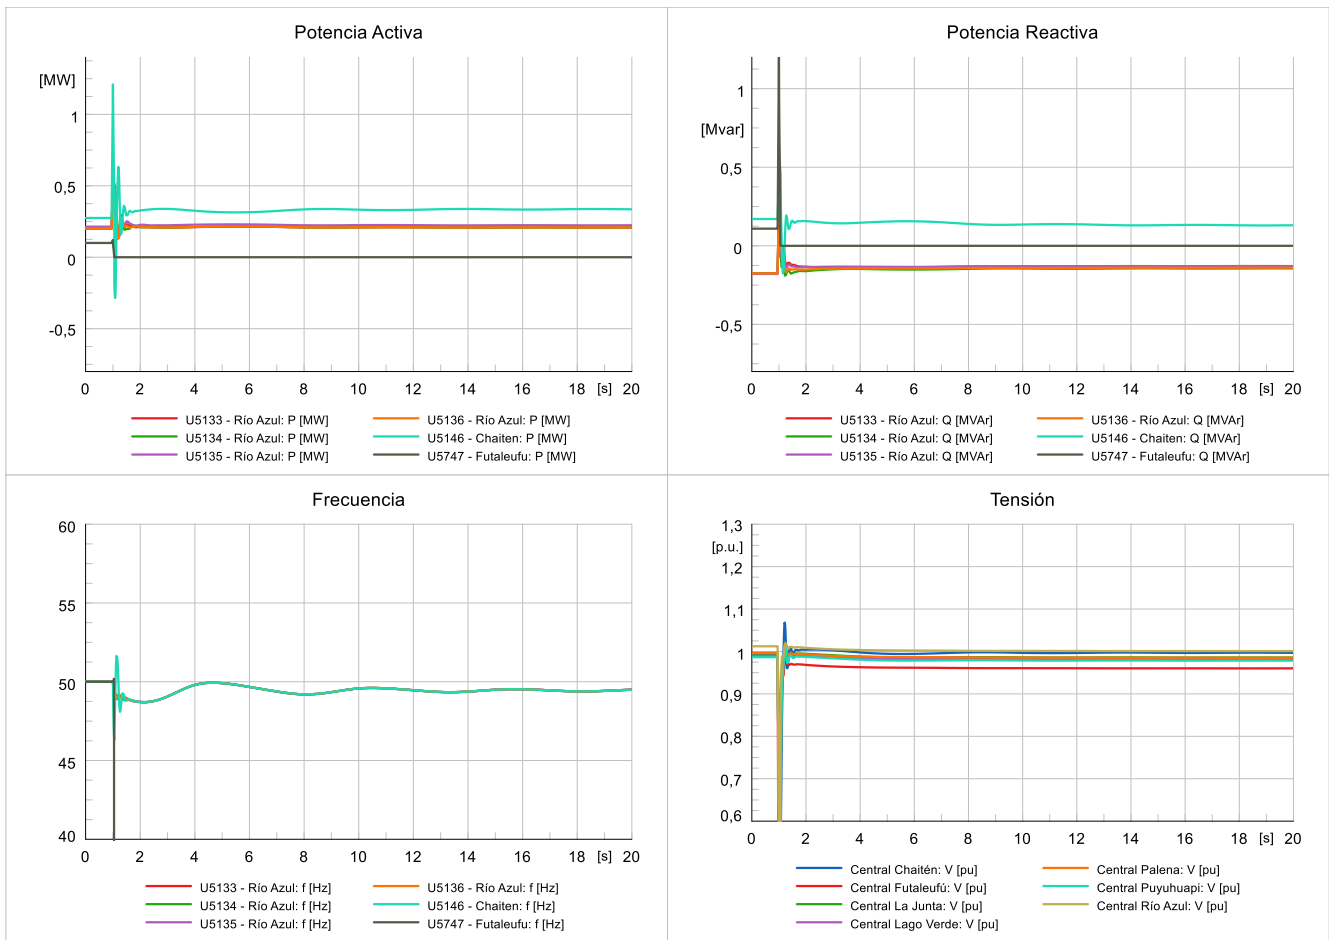 Potencia Activa
[MW]
1
0,5
0
-0,5
0 2 4 6 8 10 12 14 16 18 [s] 20
U5133 - Río Azul: P [MW] U5136 - Río Azul: P [MW]
U5134 - Río Azul: P [MW] U5146 - Chaiten: P [MW]
U5135 - Río Azul: P [MW] U5747 - Futaleufu: P [MW]
Potencia Reactiva
1
[Mvar]
0,5
0
-0,5
0 2 4 6 8 10 12 14 16 18 [s] 20
U5133 - Río Azul: Q [MVAr] U5136 - Río Azul: Q [MVAr]
U5134 - Río Azul: Q [MVAr] U5146 - Chaiten: Q [MVAr]
U5135 - Río Azul: Q [MVAr] U5747 - Futaleufu: Q [MVAr]
Frecuencia
60
55
50
45
40
0 2 4 6 8 10 12 14 16 18 [s] 20
U5133 - Río Azul: f [Hz] U5136 - Río Azul: f [Hz]
U5134 - Río Azul: f [Hz] U5146 - Chaiten: f [Hz]
U5135 - Río Azul: f [Hz] U5747 - Futaleufu: f [Hz]
Tensión
1,3
[p.u.]
1,2
1,1
1
0,9
0,8
0,7
0,6
0 2 4 6 8 10 12 14 16 18 [s] 20
Central Chaitén: V [pu] Central Palena: V [pu]
Central Futaleufú: V [pu] Central Puyuhuapi: V [pu]
Central La Junta: V [pu] Central Río Azul: V [pu]
Central Lago Verde: V [pu]